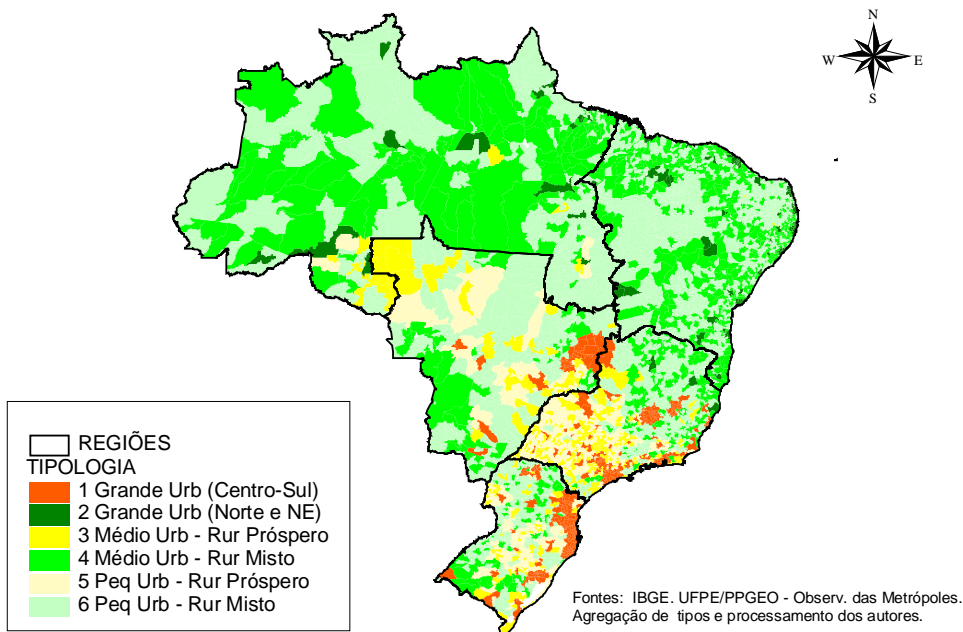 N
W E
S
REGIÕES
TIPOLOGIA
1 Grande Urb (Centro-Sul)
2 Grande Urb (Norte e NE)
3 Médio Urb - Rur Próspero
4 Médio Urb - Rur Misto
5 Peq Urb - Rur Próspero
6 Peq Urb - Rur Misto
Fontes: IBGE. UFPE/PPGEO - Observ. das Metrópoles.
Agregação de tipos e processamento dos autores.